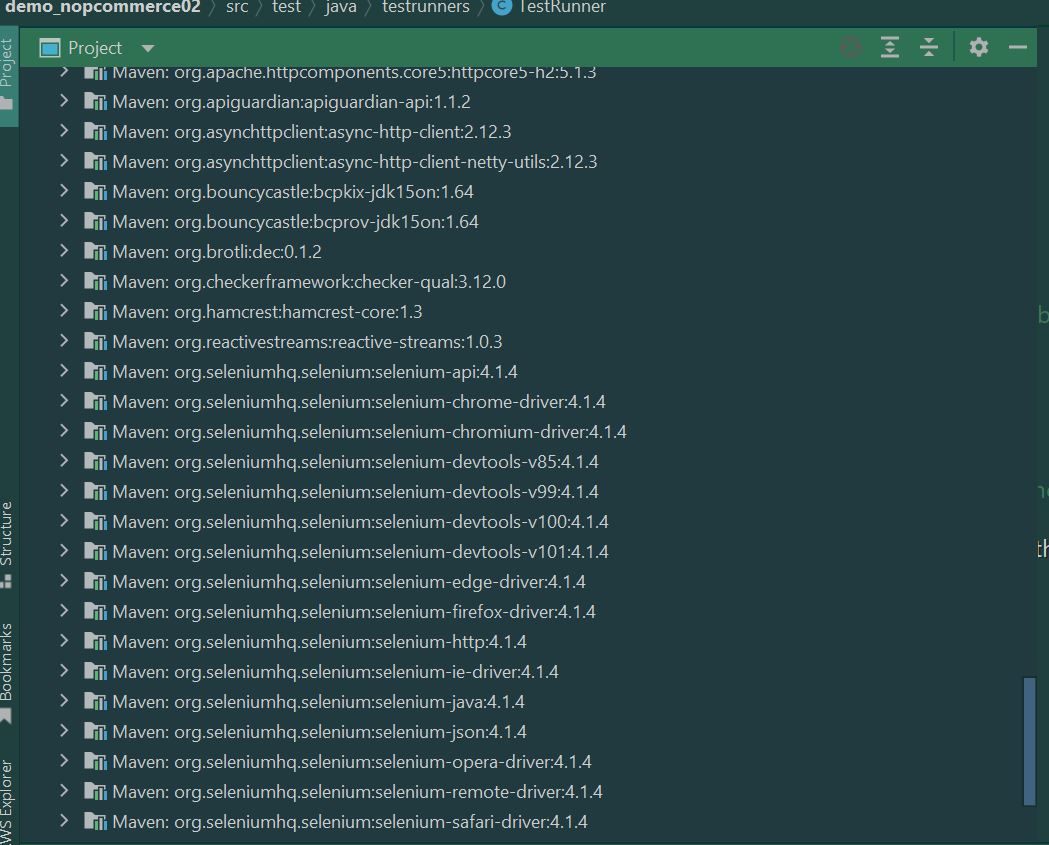 demo_nopcommerce02 > src > test > java > testrunners > C TestRunner
Project
Project
Maven: org.apache.httpcomponents.core5:httpcore5-h2:5.1.3
Maven: org.apiguardian:apiguardian-api:1.1.2
Maven: org.asynchttpclient:async-http-client:2.12.3
Maven: org.asynchttpclient:async-http-client-netty-utils:2.12.3
Maven: org.bouncycastle:bcpkix-jdk15on:1.64
Maven: org.bouncycastle:bcprov-jdk15on:1.64
Maven: org.brotli:dec:0.1.2
Maven: org.checkerframework:checker-qual:3.12.0
Maven: org.hamcrest:hamcrest-core:1.3
Maven: org.reactivestreams:reactive-streams:1.0.3
Maven: org.seleniumhq.selenium:selenium-api:4.1.4
Maven: org.seleniumhq.selenium:selenium-chrome-driver:4.1.4
Maven: org.seleniumhq.selenium:selenium-chromium-driver:4.1.4
Maven: org.seleniumhq.selenium:selenium-devtools-v85:4.1.4
Maven: org.seleniumhq.selenium:selenium-devtools-v99:4.1.4
Maven: org.seleniumhq.selenium:selenium-devtools-v100:4.1.4
Maven: org.seleniumhq.selenium:selenium-devtools-v101:4.1.4
Maven: org.seleniumhq.selenium:selenium-edge-driver:4.1.4
Maven: org.seleniumhq.selenium:selenium-firefox-driver:4.1.4
Maven: org.seleniumhq.selenium:selenium-http:4.1.4
Maven: org.seleniumhq.selenium:selenium-ie-driver:4.1.4
Maven: org.seleniumhq.selenium:selenium-java:4.1.4
Maven: org.seleniumhq.selenium:selenium-json:4.1.4
Maven: org.seleniumhq.selenium:selenium-opera-driver:4.1.4
Maven: org.seleniumhq.selenium:selenium-remote-driver:4.1.4
Maven: org.seleniumhq.selenium:selenium-safari-driver:4.1.4
Structure
Bookmarks
WS Explorer